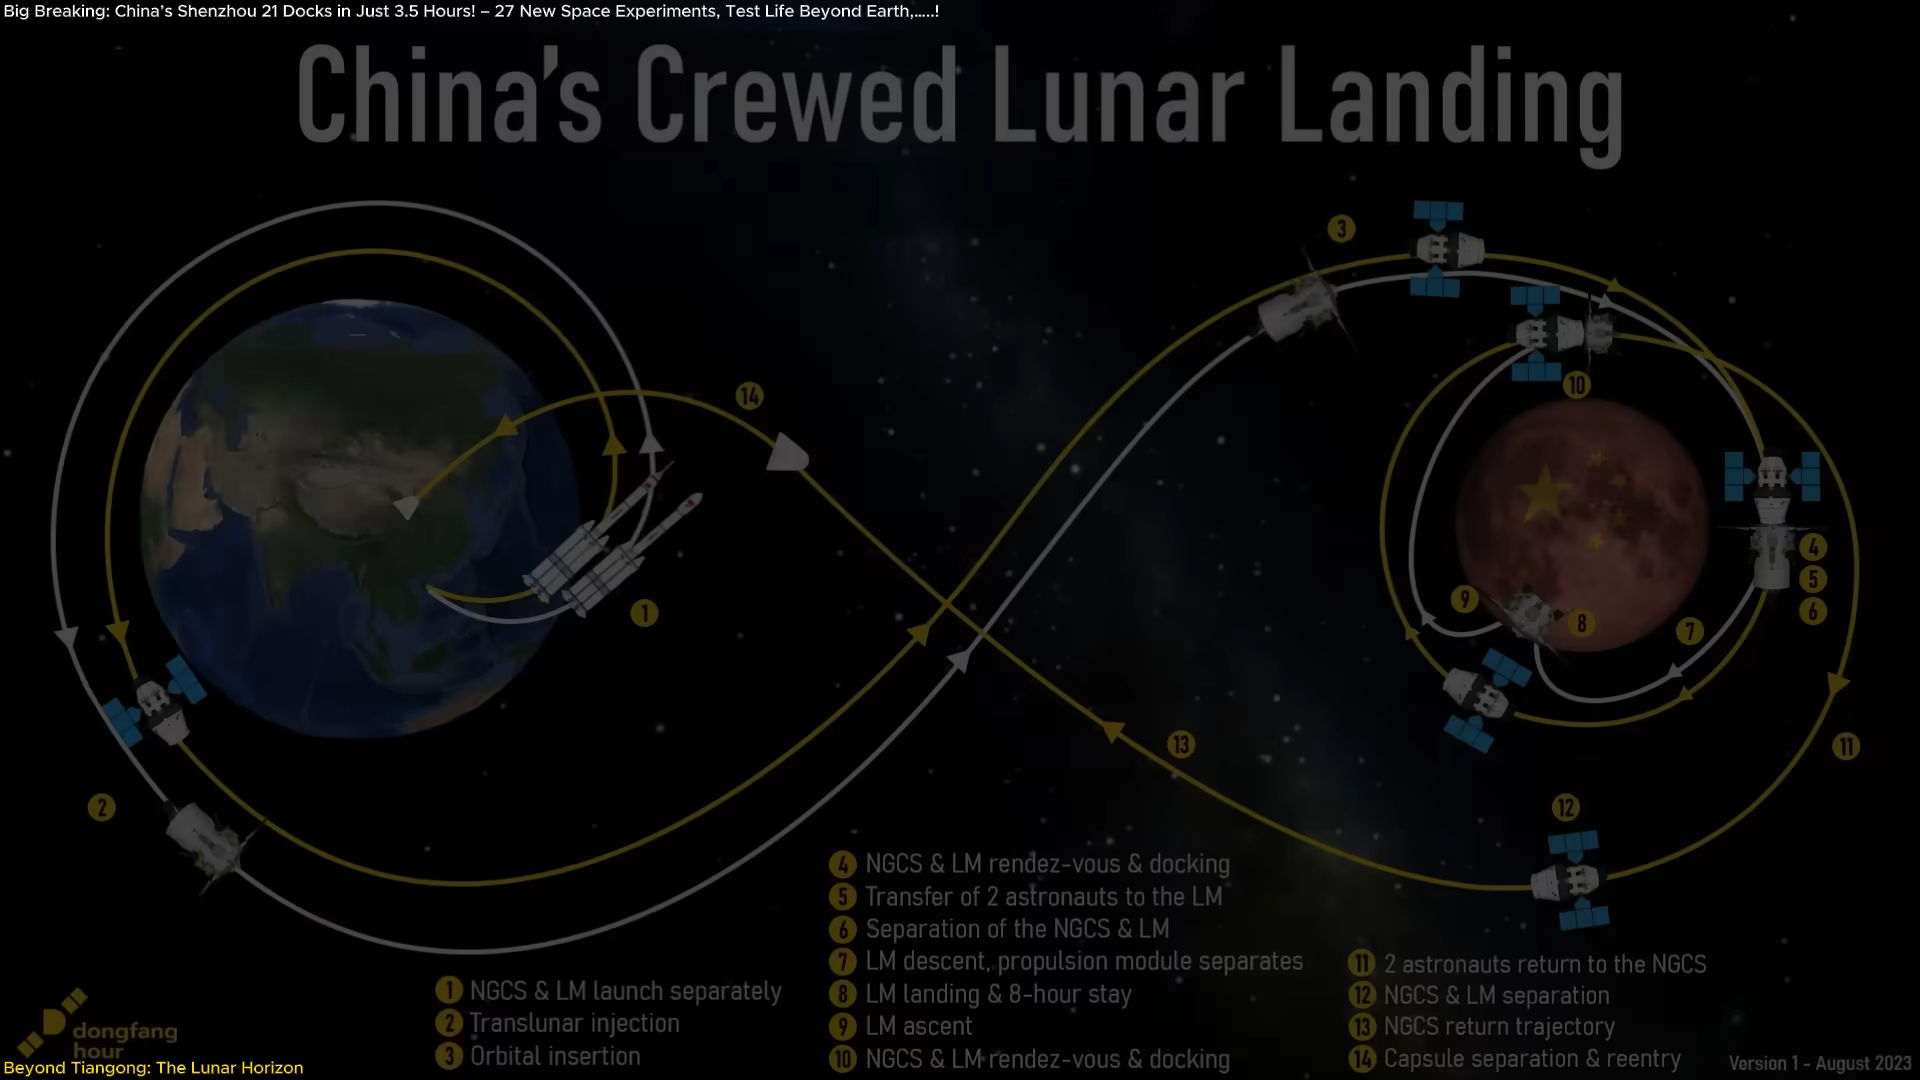 Big Breaking: China's Shenzhou 21 Docks in Just 3.5 Hours! – 27 New Space Experiments, Test Life Beyond Earth,.....!
China's Crewed Lunar Landing
3
14
10
1
4
5
6
9
8
7
13
11
2
12
4 NGCS & LM rendez-vous & docking
5 Transfer of 2 astronauts to the LM
6 Separation of the NGCS & LM
7 LM descent, propulsion module separates
8 LM landing & 8-hour stay
9 LM ascent
10 NGCS & LM rendez-vous & docking
1 NGCS & LM launch separately
2 Translunar injection
3 Orbital insertion
11 2 astronauts return to the NGCS
12 NGCS & LM separation
13 NGCS return trajectory
14 Capsule separation & reentry
dongfang
hour
Beyond Tiangong: The Lunar Horizon
Version 1 - August 2023